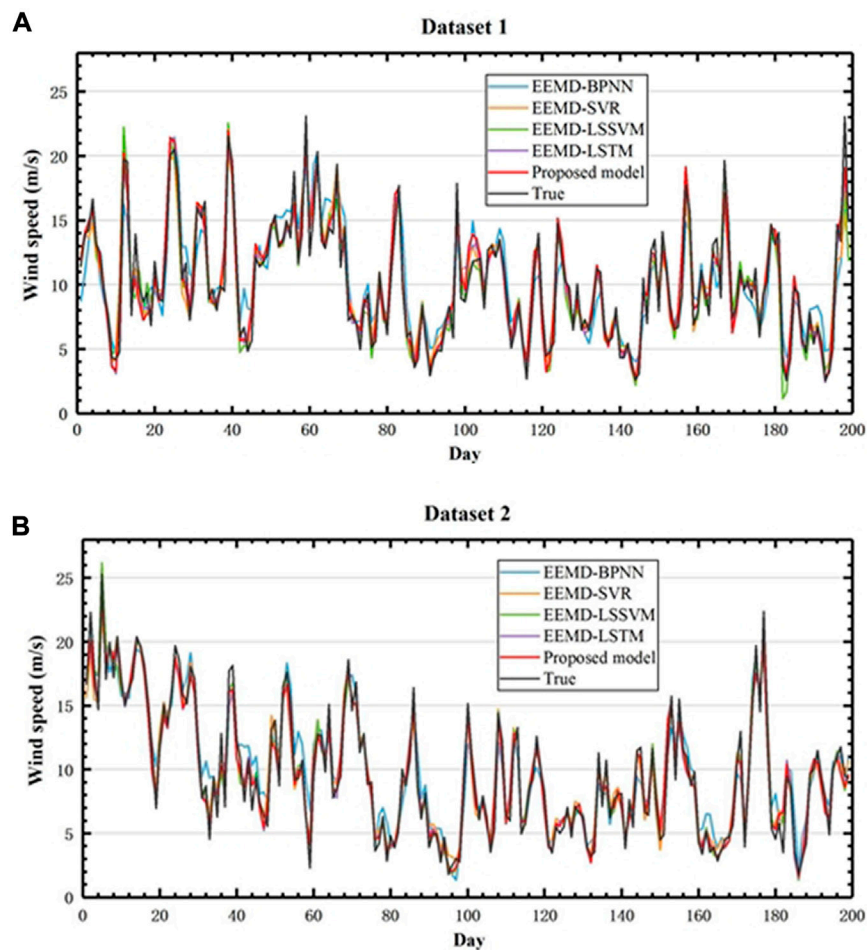 A
Dataset 1
Wind speed (m/s)
25
20
15
10
5
0
EEMD-BPNN
EEMD-SVR
EEMD-LSSVM
EEMD-LSTM
Proposed model
True
0 20 40 60 80 100 120 140 160 180 200
Day
B
Dataset 2
Wind speed (m/s)
25
20
15
10
5
0
EEMD-BPNN
EEMD-SVR
EEMD-LSSVM
EEMD-LSTM
Proposed model
True
0 20 40 60 80 100 120 140 160 180 200
Day